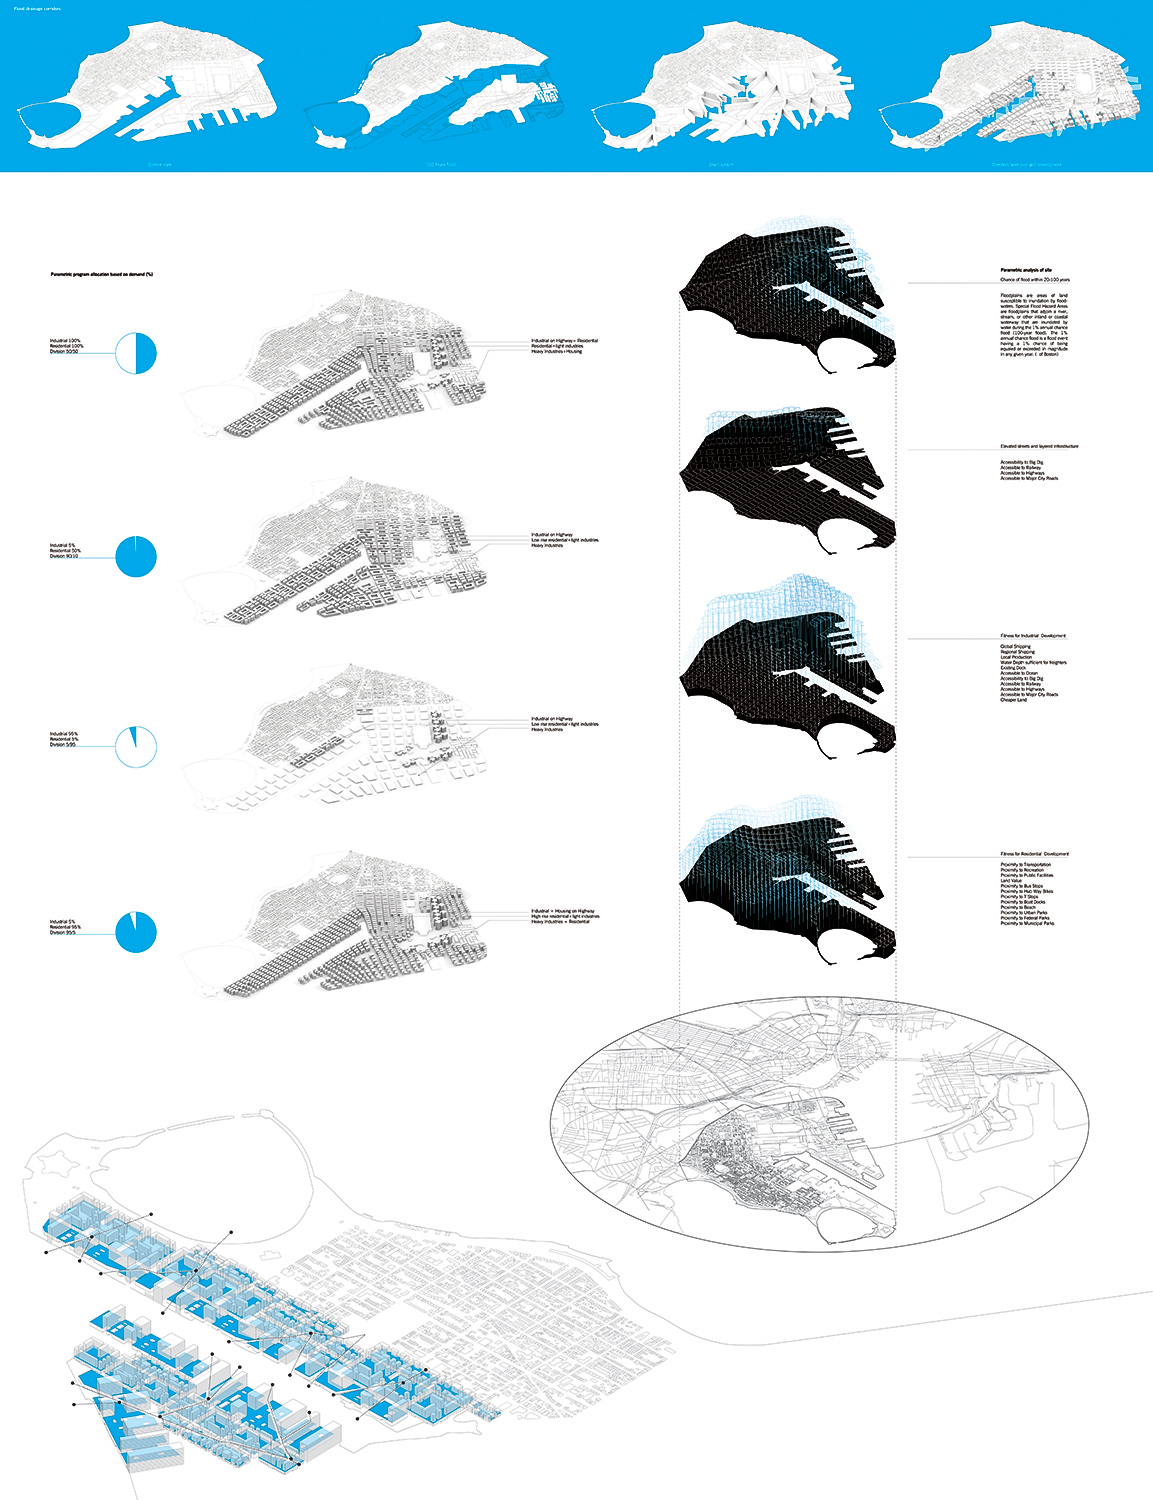 Flood drainage corridors
Current state
100 Years flood
Parametric program allocation based on demand (%)
Industrial 100%
Residential 100%
Division 50/50
Industrial on Highway+ Residential
Residential+light industries
Heavy Industries+Housing
Industrial 5%
Residential 50%
Division 90/10
Industrial on Highway
Low rise residential+light industries
Heavy Industries
Industrial 95%
Residential 5%
Division 5/95
Industrial on Highway
Low rise residential+light industries
Heavy Industries
Industrial 5%
Residential 95%
Division 95/5
Industrial + Housing on Highway
High rise residential+light industries
Heavy Industries + Residential
Parametric analysis of site
Chance of flood within 20-100 years
Floodplains are areas of land
susceptible to inundation by flood-
waters. Special Flood Hazard Areas
are floodplains that adjoin a river,
stream, or other inland or coastal
waterway that are inundated by
water during the 1% annual chance
flood (100-year flood). The 1%
annual chance flood is a flood event
having a 1% chance of being
equaled or exceeded in magnitude
in any given year. ( of Boston)
Elevated streets and layered infrastructure
Accessibility to Big Dig
Accessible to Railway
Accessible to Highways
Accessible to Major City Roads
Fitness for Industrial Development
Global Shipping
Regional Shipping
Local Production
Water Depth sufficient for freighters
Existing Dock
Accessible to Ocean
Accessibility to Big Dig
Accessible to Railway
Accessible to Highways
Accessible to Major City Roads
Cheaper Land
Fitness for Residential Development
Proximity to Transportation
Proximity to Recreation
Proximity to Public Facilities
Land Value
Proximity to Bus Stops
Proximity to Hub Way Bikes
Proximity to T Stops
Proximity to Boat Docks
Proximity to Beach
Proximity to Urban Parks
Proximity to Federal Parks
Proximity to Municipal Parks